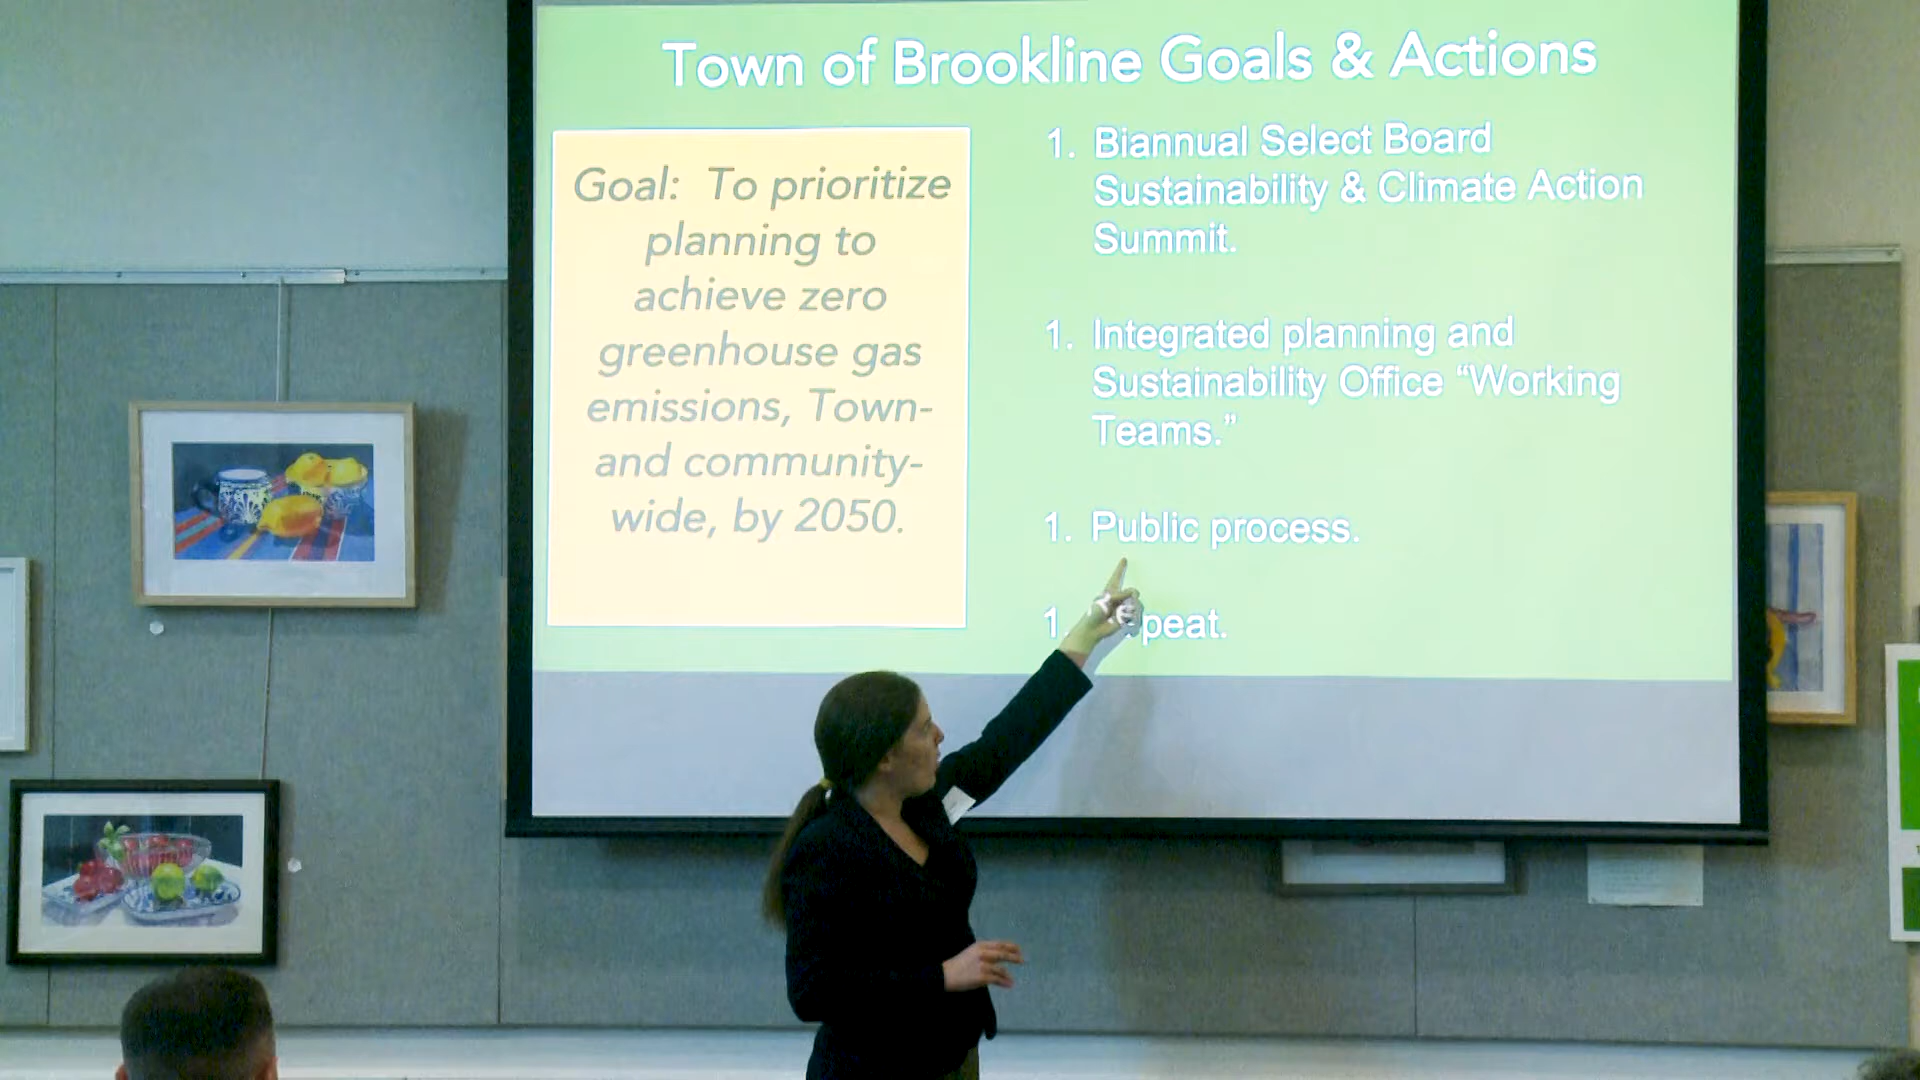 Town of Brookline Goals & Actions
Goal: To prioritize
planning to
achieve zero
greenhouse gas
emissions, Town-
and community-
wide, by 2050.
1. Biannual Select Board
Sustainability & Climate Action
Summit.
1. Integrated planning and
Sustainability Office “Working
Teams.”
1. Public process.
1. peat.